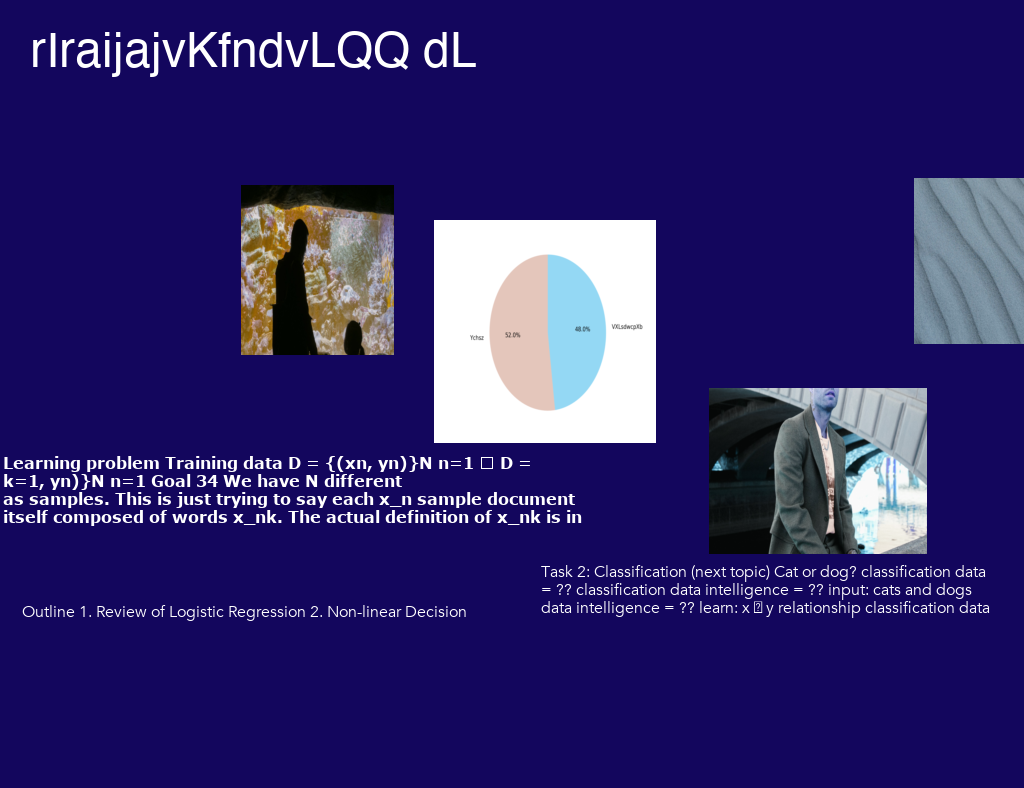 rIraijajvKfndvLQQ dL
Ychsz
52.0%
48.0%
VXLsdwcpXb
Learning problem Training data D = {(xn, yn)}N n=1 □ D =
k=1, yn)}N n=1 Goal 34 We have N different
as samples. This is just trying to say each x_n sample document
itself composed of words x_nk. The actual definition of x_nk is in
Task 2: Classification (next topic) Cat or dog? classification data
= ?? classification data intelligence = ?? input: cats and dogs
data intelligence = ?? learn: x ⍰ y relationship classification data
Outline 1. Review of Logistic Regression 2. Non-linear Decision